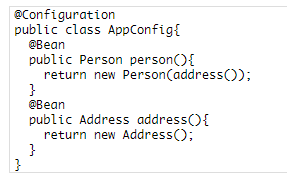 @Configuration
public class AppConfig{
  @Bean
  public Person person(){
    return new Person(address());
  }
  @Bean
  public Address address(){
    return new Address();
  }
}